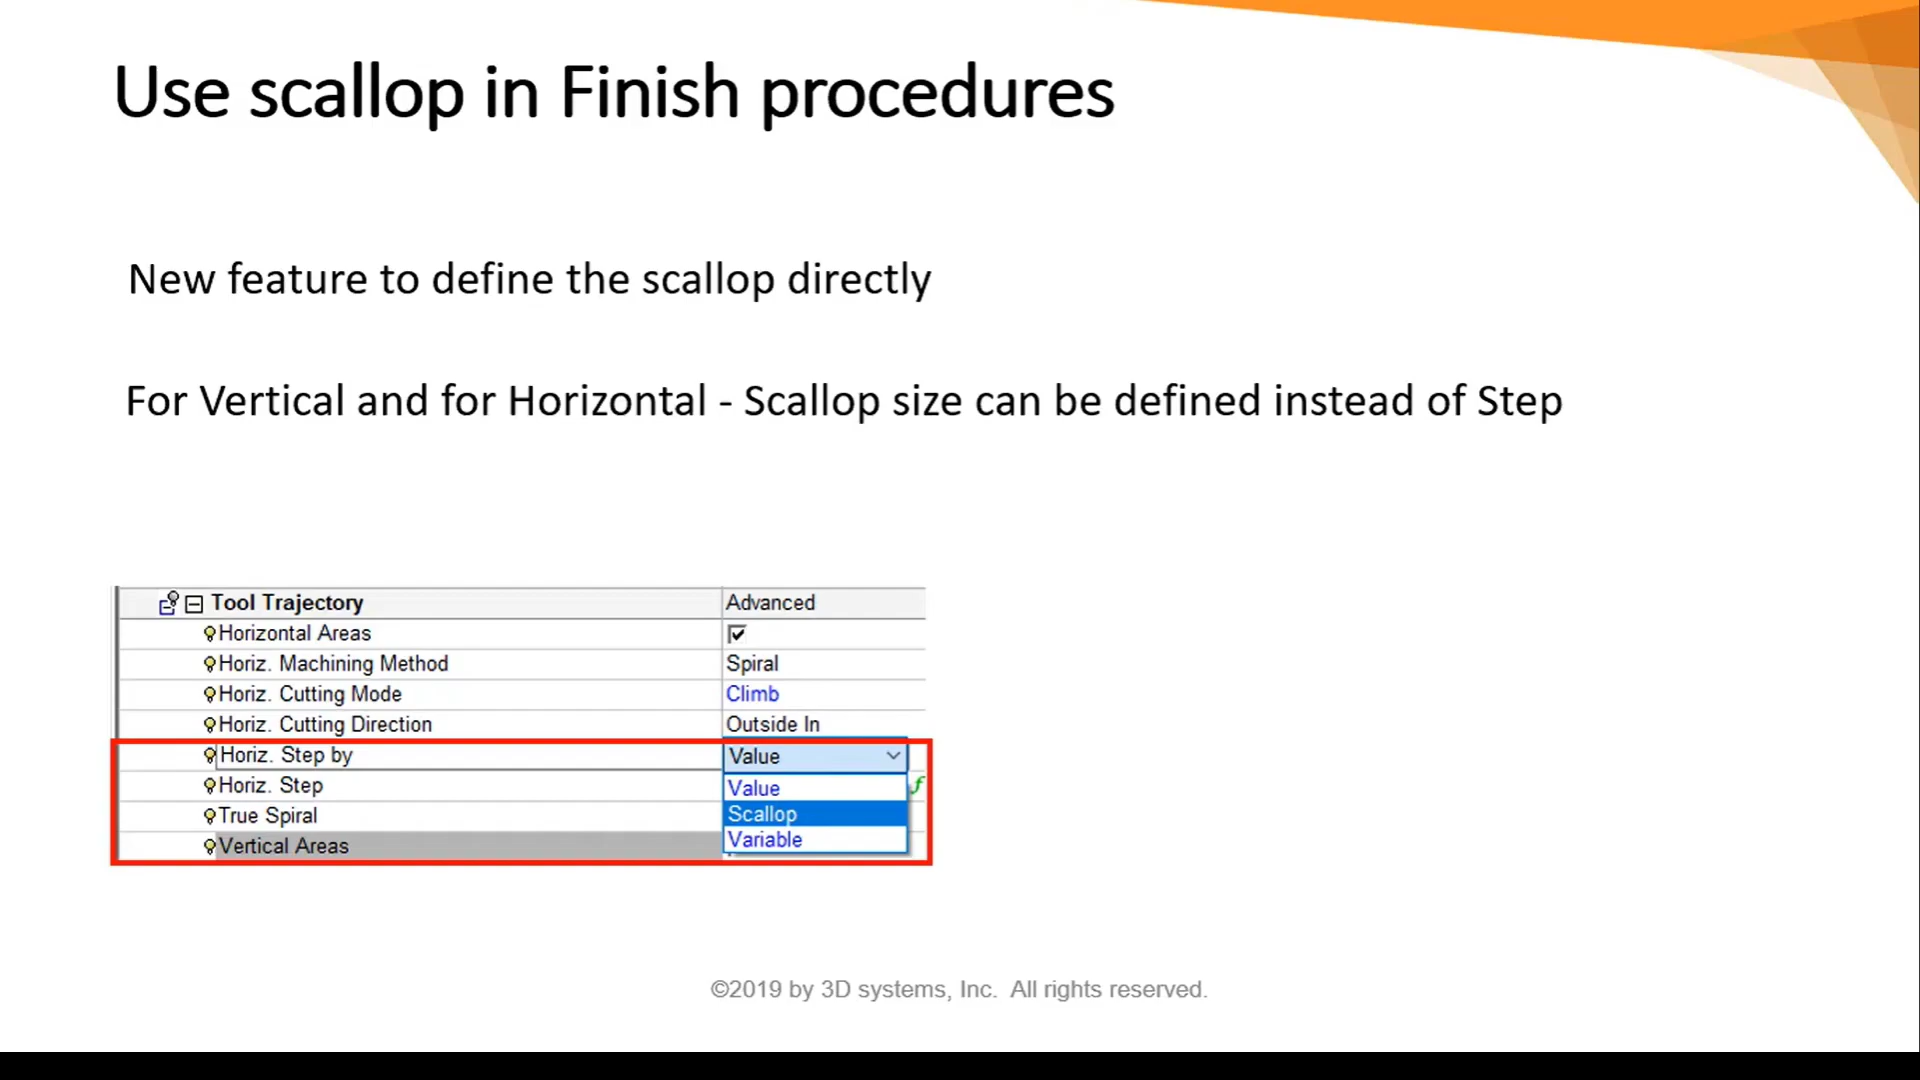 Use scallop in Finish procedures
New feature to define the scallop directly
For Vertical and for Horizontal - Scallop size can be defined instead of Step
Tool Trajectory Advanced
Horizontal Areas
Horiz. Machining Method Spiral
Horiz. Cutting Mode Climb
Horiz. Cutting Direction Outside In
Horiz. Step by Value
Horiz. Step Value f
True Spiral Scallop
Vertical Areas Variable
©2019 by 3D systems, Inc. All rights reserved.